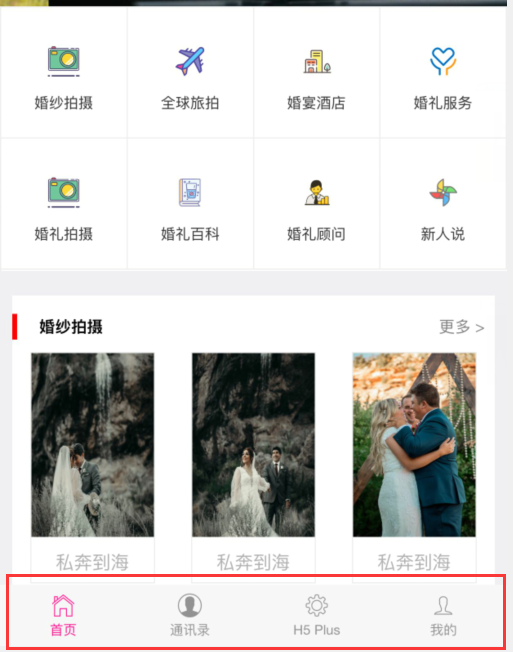 婚纱拍摄 全球旅拍 婚宴酒店 婚礼服务
婚礼拍摄 婚礼百科 婚礼顾问 新人说
婚纱拍摄 更多 >
私奔到海 私奔到海 私奔到海
首页 通讯录 H5 Plus 我的